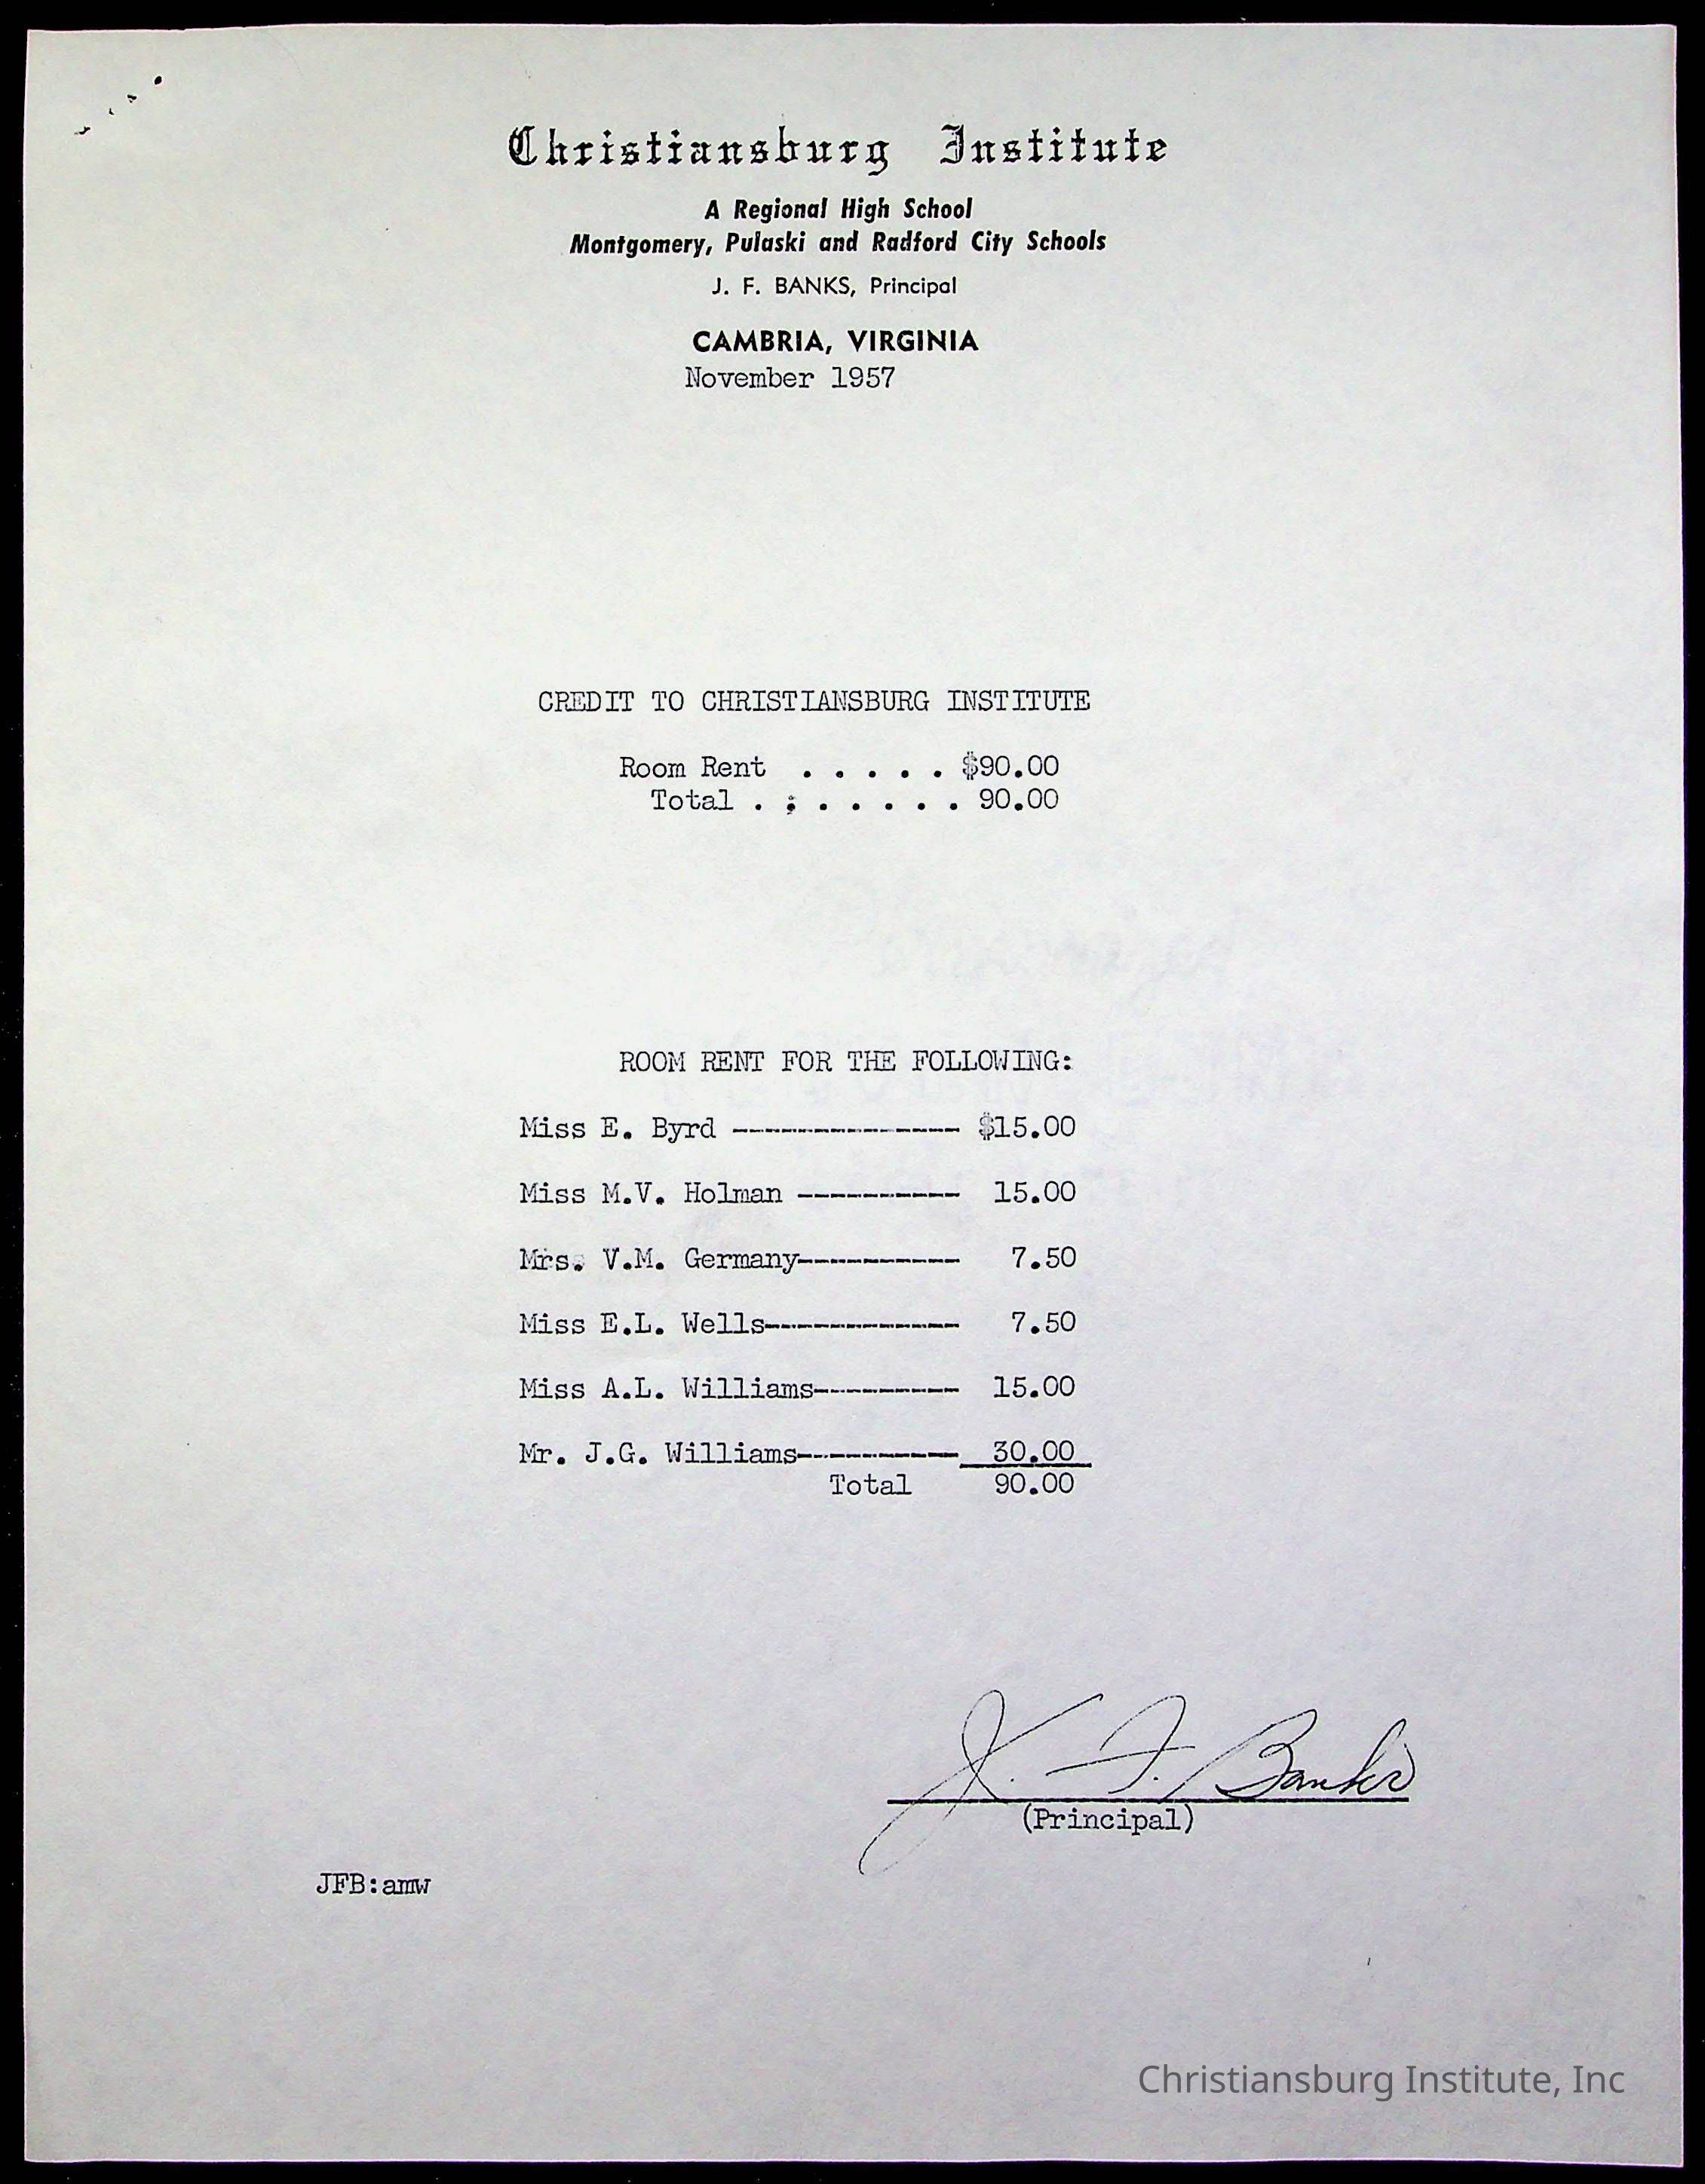 Christiansburg Institute
A Regional High School
Montgomery, Pulaski and Radford City Schools
J. F. BANKS, Principal
CAMBRIA, VIRGINIA
November 1957
CREDIT TO CHRISTIANSBURG INSTITUTE
Room Rent . . . . . $90.00
Total . ; . . . . . 90.00
ROOM RENT FOR THE FOLLOWING:
Miss E. Byrd -------------- $15.00
Miss M.V. Holman ---------- 15.00
Mrs. V.M. Germany---------- 7.50
Miss E.L. Wells------------ 7.50
Miss A.L. Williams--------- 15.00
Mr. J.G. Williams---------- 30.00
Total 90.00
J. F. Banks
(Principal)
JFB:amw
Christiansburg Institute, Inc